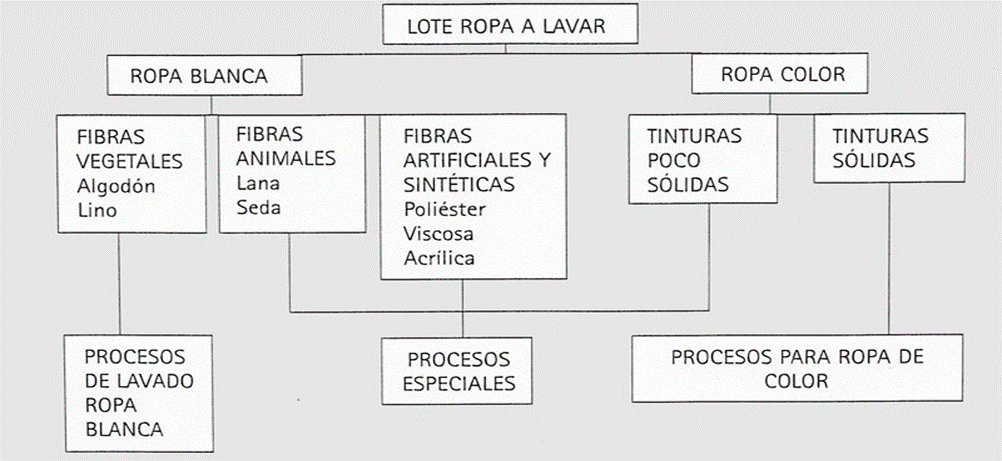 LOTE ROPA A LAVAR
ROPA BLANCA
ROPA COLOR
FIBRAS
VEGETALES
Algodón
Lino
FIBRAS
ANIMALES
Lana
Seda
FIBRAS
ARTIFICIALES Y
SINTÉTICAS
Poliéster
Viscosa
Acrílica
TINTURAS
POCO
SÓLIDAS
TINTURAS
SÓLIDAS
PROCESOS
DE LAVADO
ROPA
BLANCA
PROCESOS
ESPECIALES
PROCESOS PARA ROPA DE
COLOR